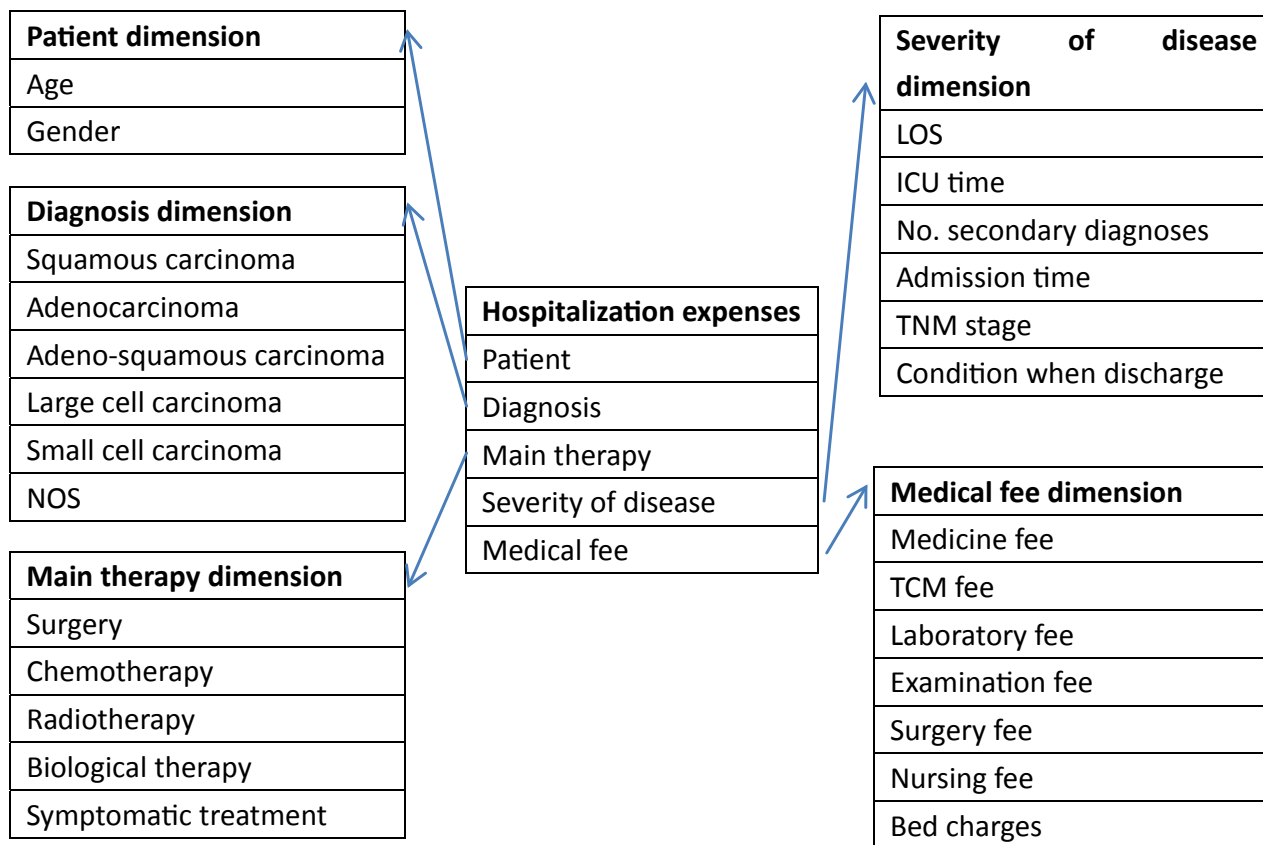 Patient dimension
Age
Gender
Diagnosis dimension
Squamous carcinoma
Adenocarcinoma
Adeno-squamous carcinoma
Large cell carcinoma
Small cell carcinoma
NOS
Main therapy dimension
Surgery
Chemotherapy
Radiotherapy
Biological therapy
Symptomatic treatment
Hospitalization expenses
Patient
Diagnosis
Main therapy
Severity of disease
Medical fee
Severity of disease
dimension
LOS
ICU time
No. secondary diagnoses
Admission time
TNM stage
Condition when discharge
Medical fee dimension
Medicine fee
TCM fee
Laboratory fee
Examination fee
Surgery fee
Nursing fee
Bed charges